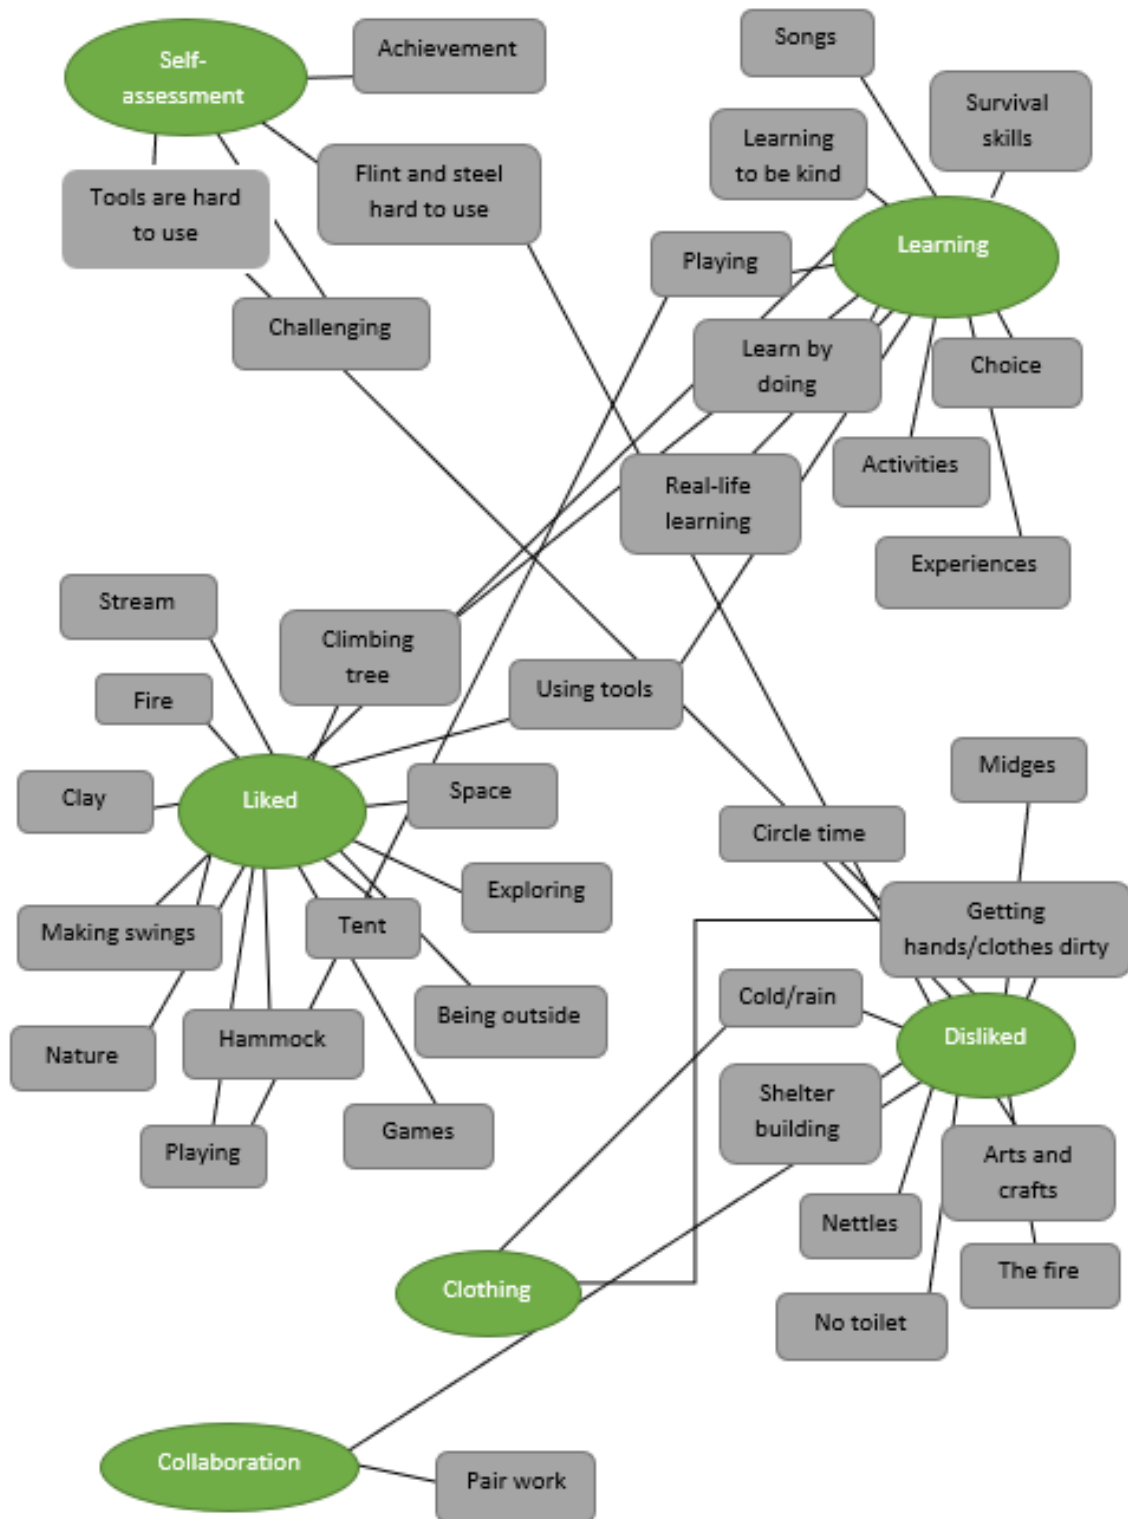 Self-
assessment
Achievement
Songs
Survival
skills
Learning
to be kind
Tools are hard
to use
Flint and steel
hard to use
Learning
Playing
Challenging
Learn by
doing
Choice
Activities
Real-life
learning
Experiences
Stream
Climbing
tree
Fire
Using tools
Midges
Clay
Liked
Space
Circle time
Exploring
Making swings
Tent
Getting
hands/clothes dirty
Cold/rain
Being outside
Hammock
Nature
Disliked
Shelter
building
Games
Playing
Arts and
crafts
Nettles
The fire
Clothing
No toilet
Collaboration
Pair work